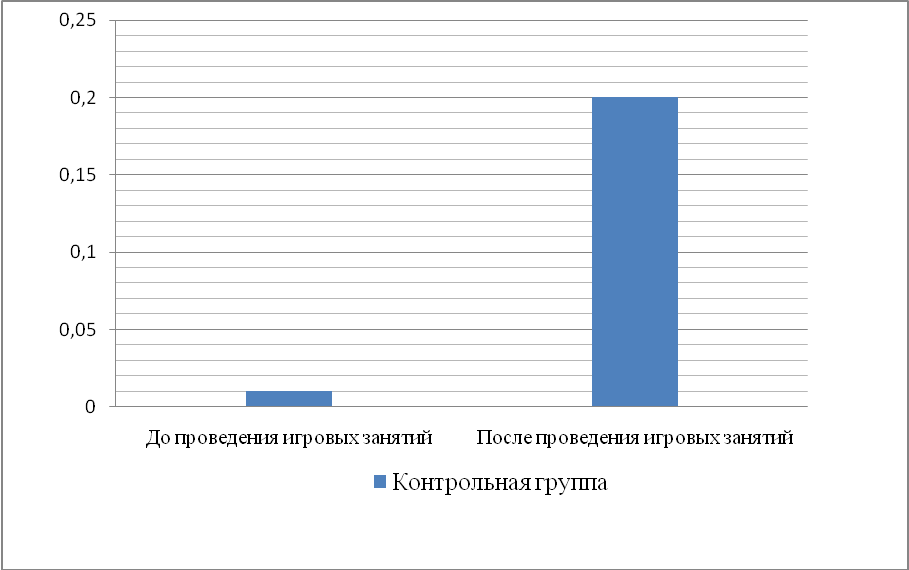 0,25
0,2
0,15
0,1
0,05
0
До проведения игровых занятий
После проведения игровых занятий
Контрольная группа